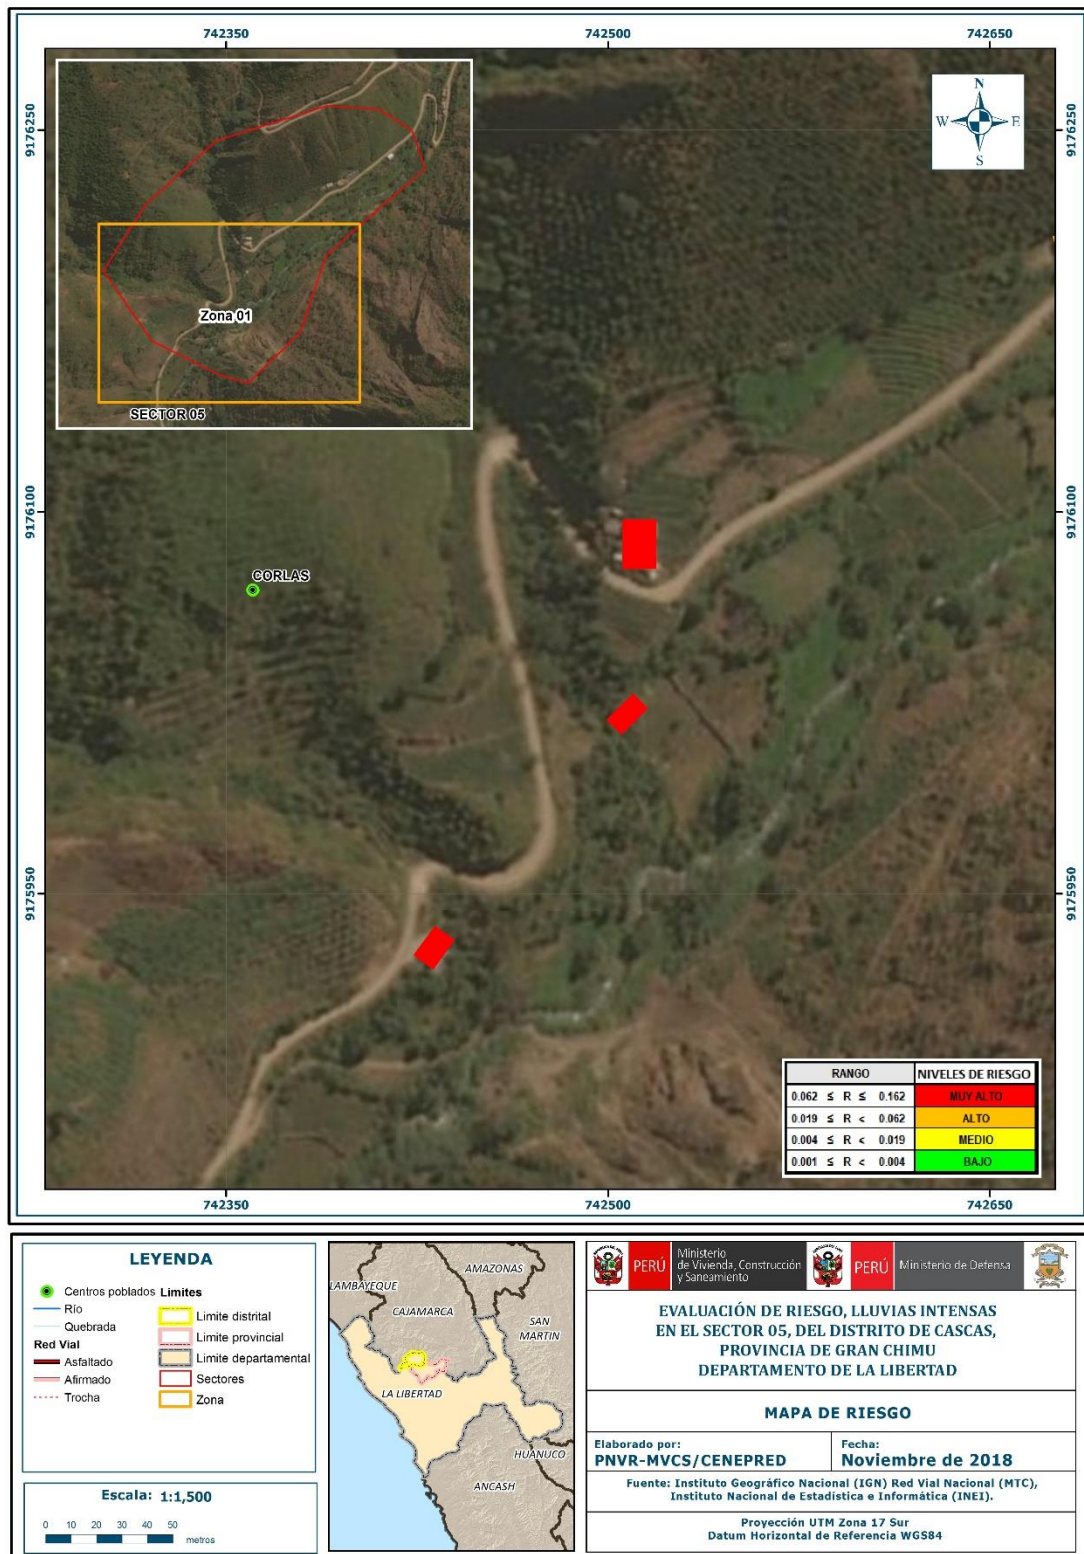 742350
742500
742650
9176250
9176250
N
W
E
S
Zona 01
SECTOR 05
9176100
9176100
CORLAS
9175950
9175950
RANGO NIVELES DE RIESGO
0.062 ≤ R ≤ 0.162 MUY ALTO
0.019 ≤ R < 0.062 ALTO
0.004 ≤ R < 0.019 MEDIO
0.001 ≤ R < 0.004 BAJO
742350
742500
742650
LEYENDA
Centros poblados
Río
Quebrada
Red Vial
Asfaltado
Afirmado
Trocha
Limites
Limite distrital
Limite provincial
Limite departamental
Sectores
Zona
Escala: 1:1,500
0 10 20 30 40 50
metros
LAMBAYEQUE
AMAZONAS
CAJAMARCA
SAN
MARTIN
LA LIBERTAD
HUANUCO
ANCASH
PERÚ
Ministerio
de Vivienda, Construcción
y Saneamiento
PERÚ
Ministerio de Defensa
EVALUACIÓN DE RIESGO, LLUVIAS INTENSAS
EN EL SECTOR 05, DEL DISTRITO DE CASCAS,
PROVINCIA DE GRAN CHIMU
DEPARTAMENTO DE LA LIBERTAD
MAPA DE RIESGO
Elaborado por:
PNVR-MVCS/CENEPRED
Fecha:
Noviembre de 2018
Fuente: Instituto Geográfico Nacional (IGN) Red Vial Nacional (MTC),
Instituto Nacional de Estadística e Informática (INEI).
Proyección UTM Zona 17 Sur
Datum Horizontal de Referencia WGS84